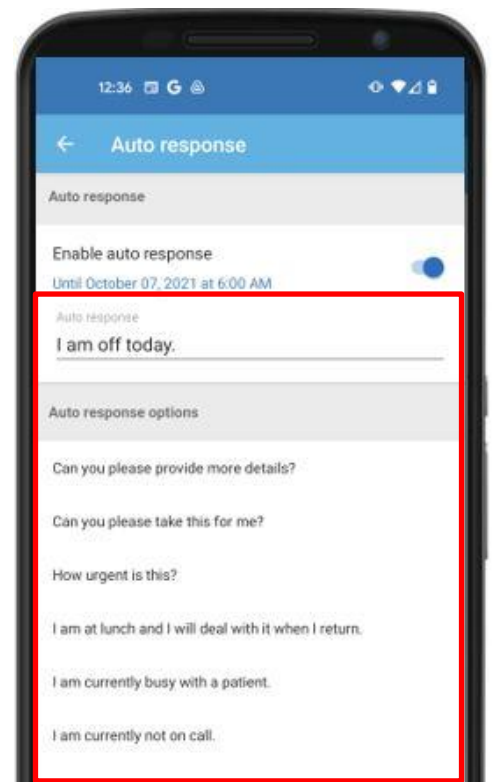 12:36 G
Auto response
Auto response
Enable auto response
Until October 07, 2021 at 6:00 AM
Auto response
I am off today.
Auto response options
Can you please provide more details?
Can you please take this for me?
How urgent is this?
I am at lunch and I will deal with it when I return.
I am currently busy with a patient.
I am currently not on call.